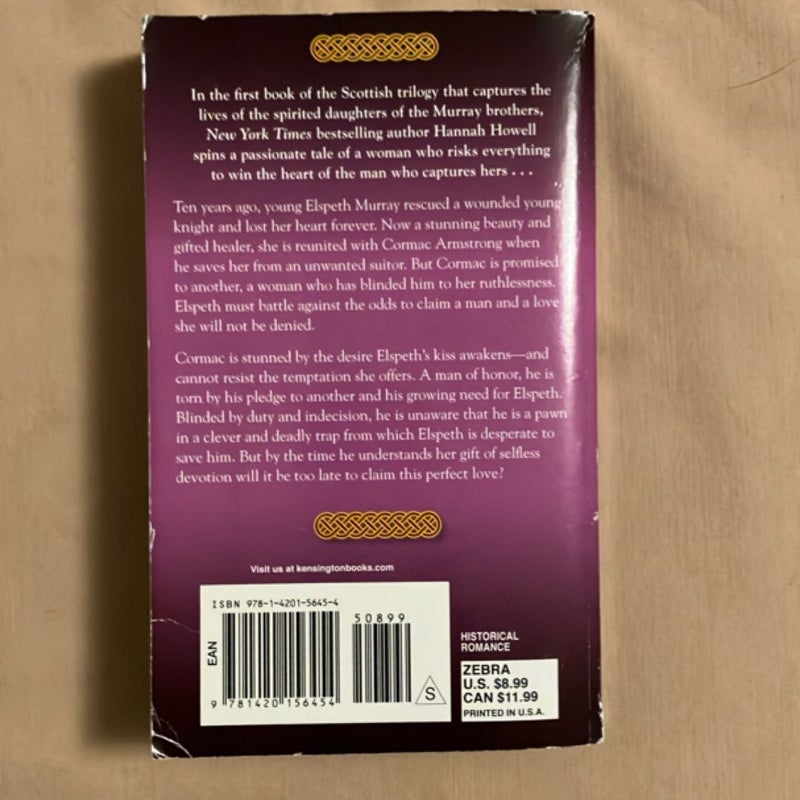 In the first book of the Scottish trilogy that captures the
lives of the spirited daughters of the Murray brothers,
New York Times bestselling author Hannah Howell
spins a passionate tale of a woman who risks everything
to win the heart of the man who captures hers . . .
Ten years ago, young Elspeth Murray rescued a wounded young
knight and lost her heart forever. Now a stunning beauty and
gifted healer, she is reunited with Cormac Armstrong when
he saves her from an unwanted suitor. But Cormac is promised
to another, a woman who has blinded him to her ruthlessness.
Elspeth must battle against the odds to claim a man and a love
she will not be denied.
Cormac is stunned by the desire Elspeth's kiss awakens—and
cannot resist the temptation she offers. A man of honor, he is
torn by his pledge to another and his growing need for Elspeth.
Blinded by duty and indecision, he is unaware that he is a pawn
in a clever and deadly trap from which Elspeth is desperate to
save him. But by the time he understands her gift of selfless
devotion will it be too late to claim this perfect love?
Visit us at kensingtonbooks.com
ISBN 978-1-4201-5645-4
50899
EAN
9 781420 156454
S
HISTORICAL
ROMANCE
ZEBRA
U.S. $8.99
CAN $11.99
PRINTED IN U.S.A.